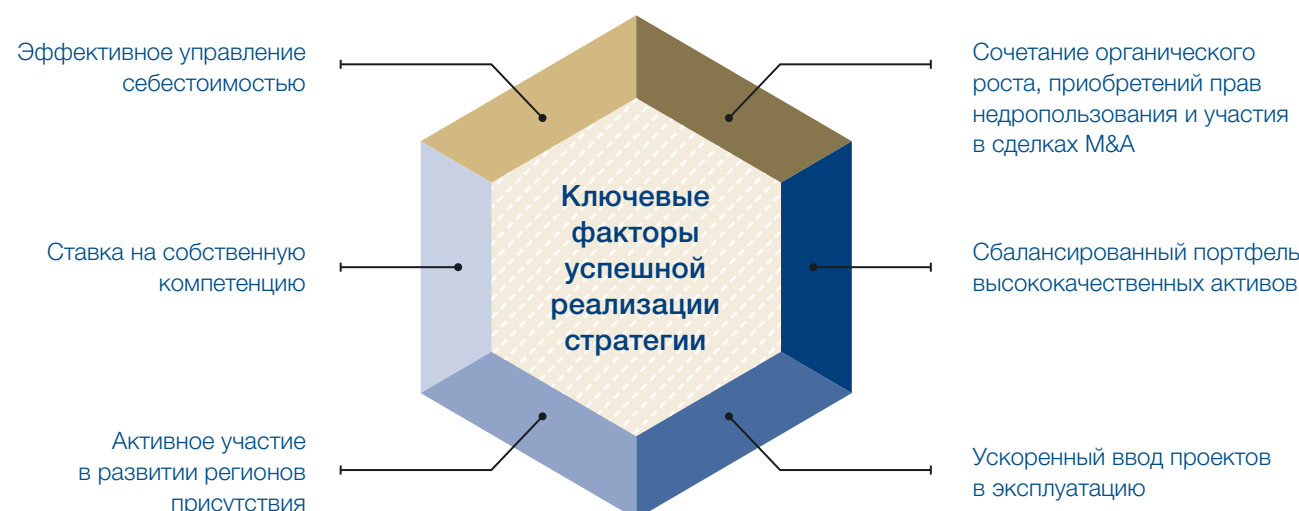 Эффективное управление
себестоимостью
Сочетание органического
роста, приобретений прав
недропользования и участия
в сделках M&A
Ключевые
факторы
успешной
реализации
стратегии
Ставка на собственную
компетенцию
Сбалансированный портфель
высококачественных активов
Активное участие
в развитии регионов
присутствия
Ускоренный ввод проектов
в эксплуатацию